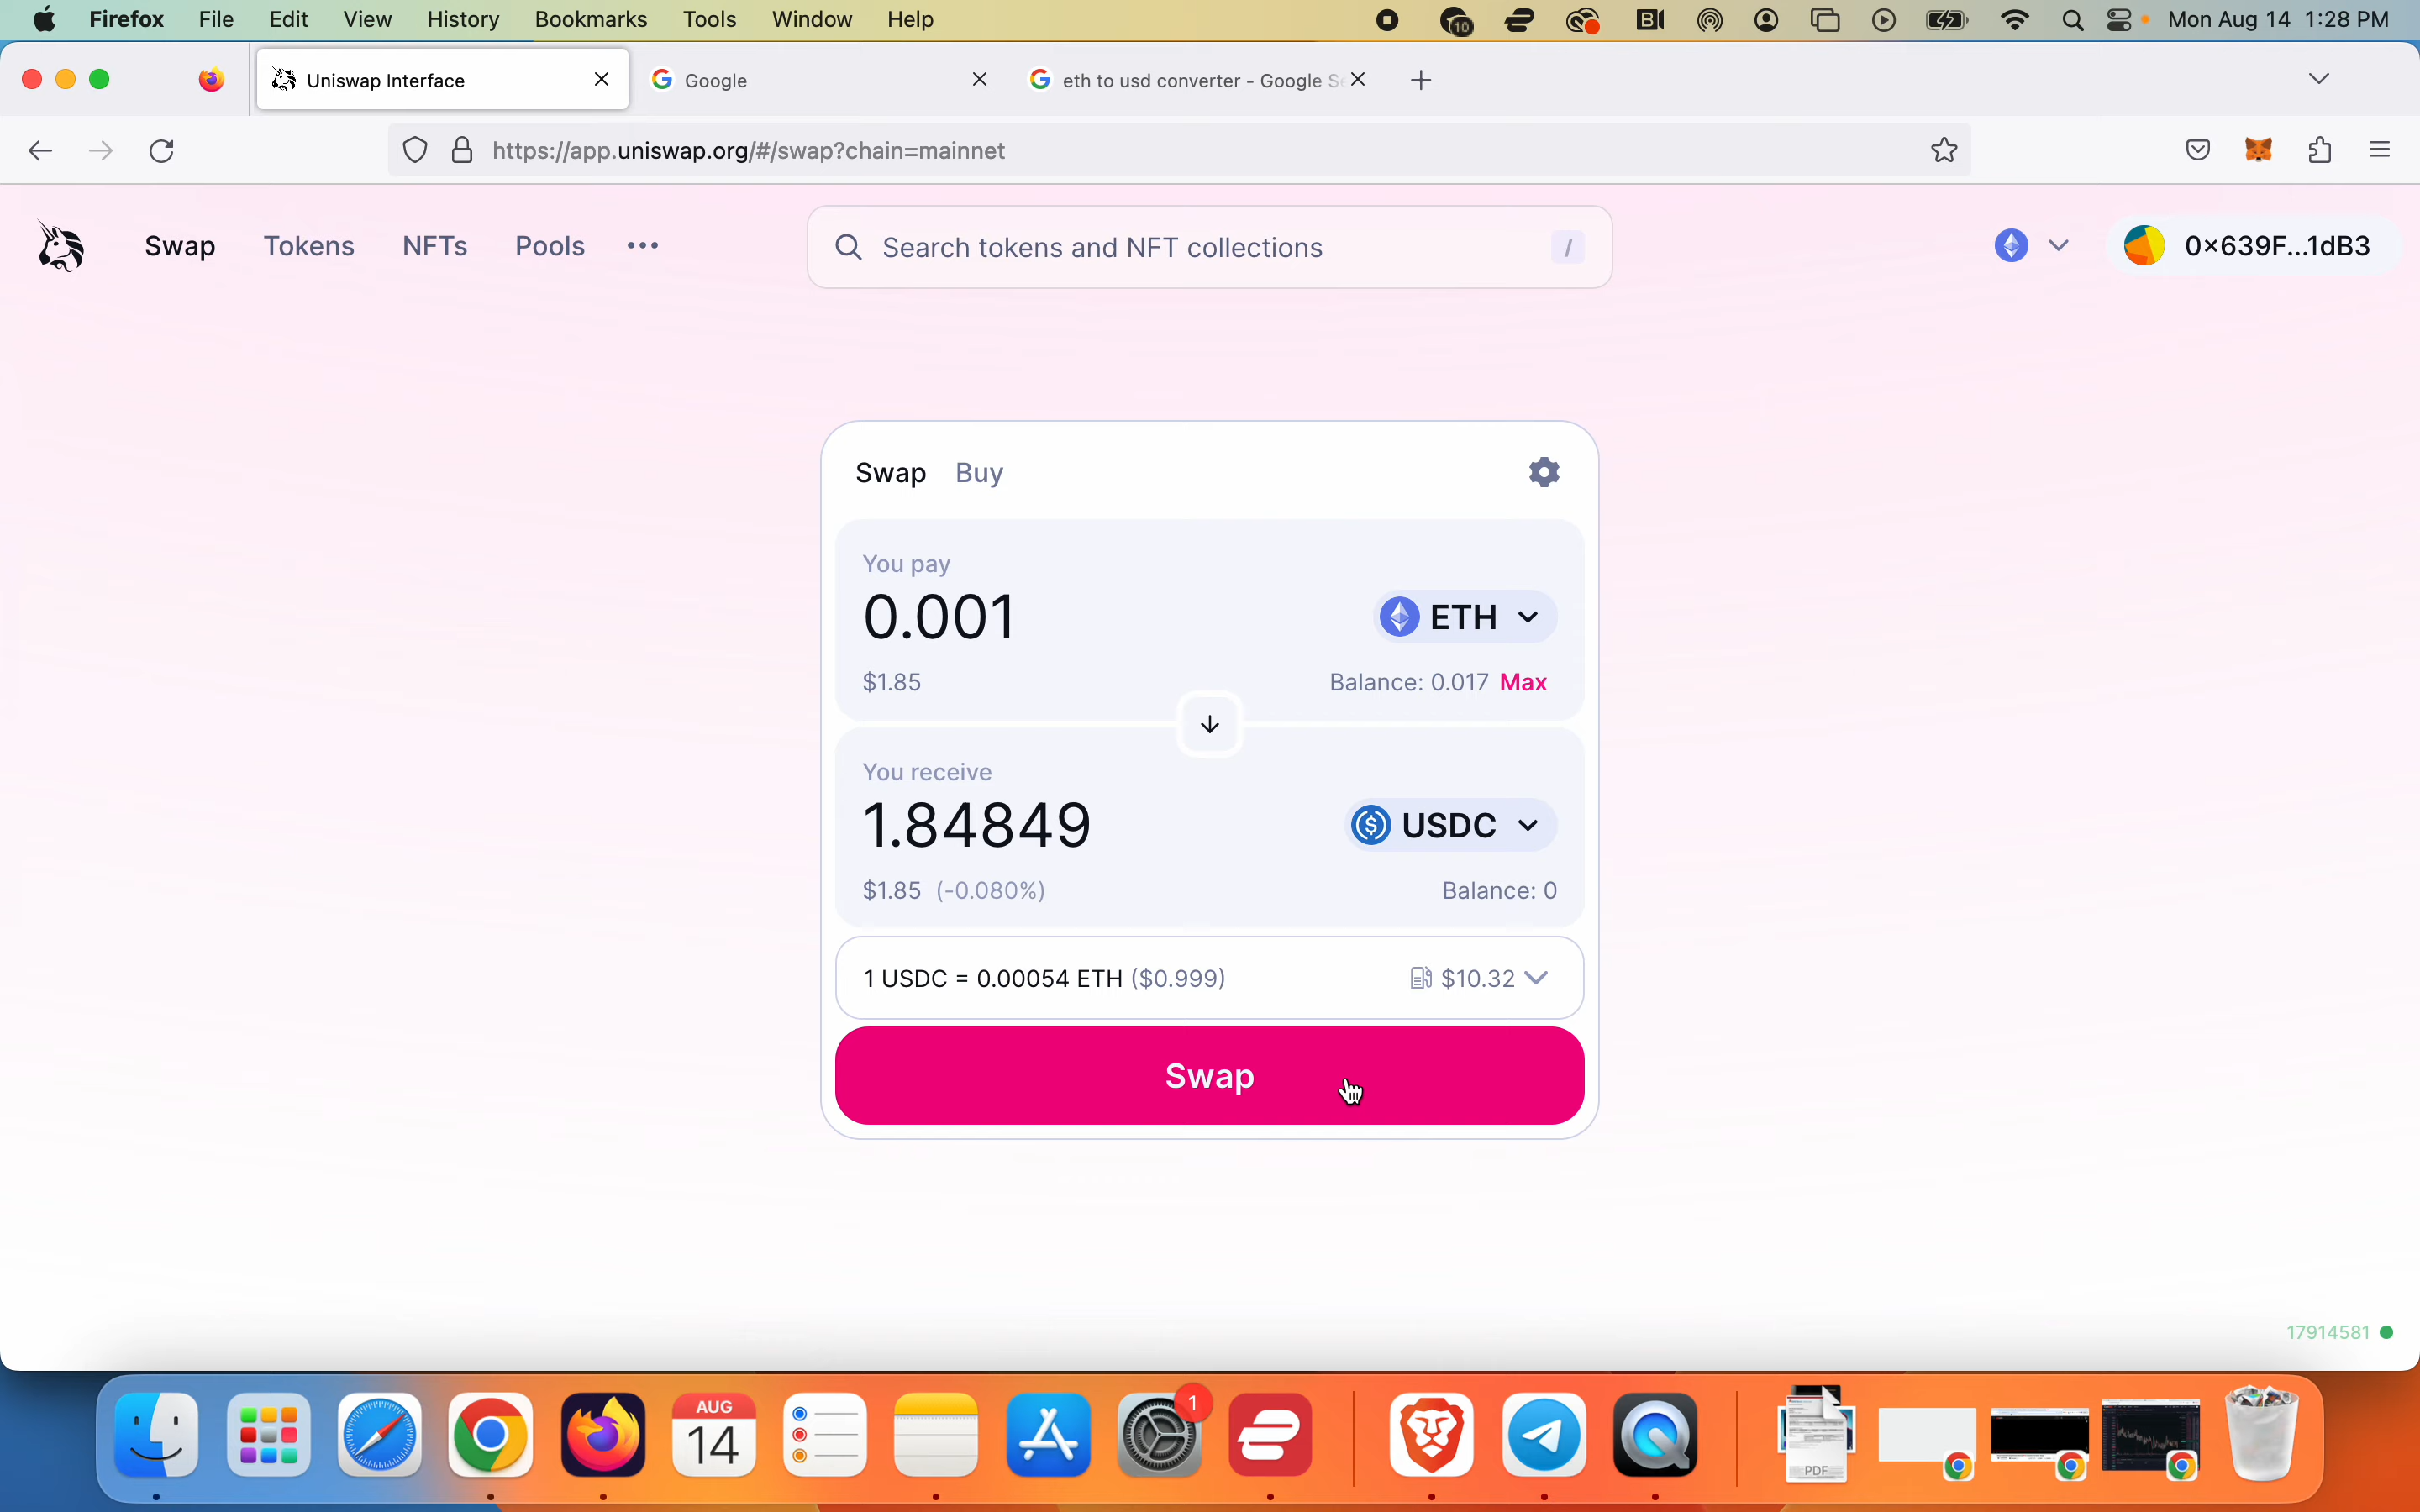 Firefox File Edit View History Bookmarks Tools Window Help 10 Mon Aug 14 1:28 PM
Uniswap Interface Google eth to usd converter - Google Se
https://app.uniswap.org/#/swap?chain=mainnet
Swap Tokens NFTs Pools Search tokens and NFT collections / 0x639F...1dB3
Swap Buy
You pay
0.001 ETH
$1.85 Balance: 0.017 Max
You receive
1.84849 USDC
$1.85 (-0.080%) Balance: 0
1 USDC = 0.00054 ETH ($0.999) $10.32
Swap
17914581
AUG
14
1
PDF